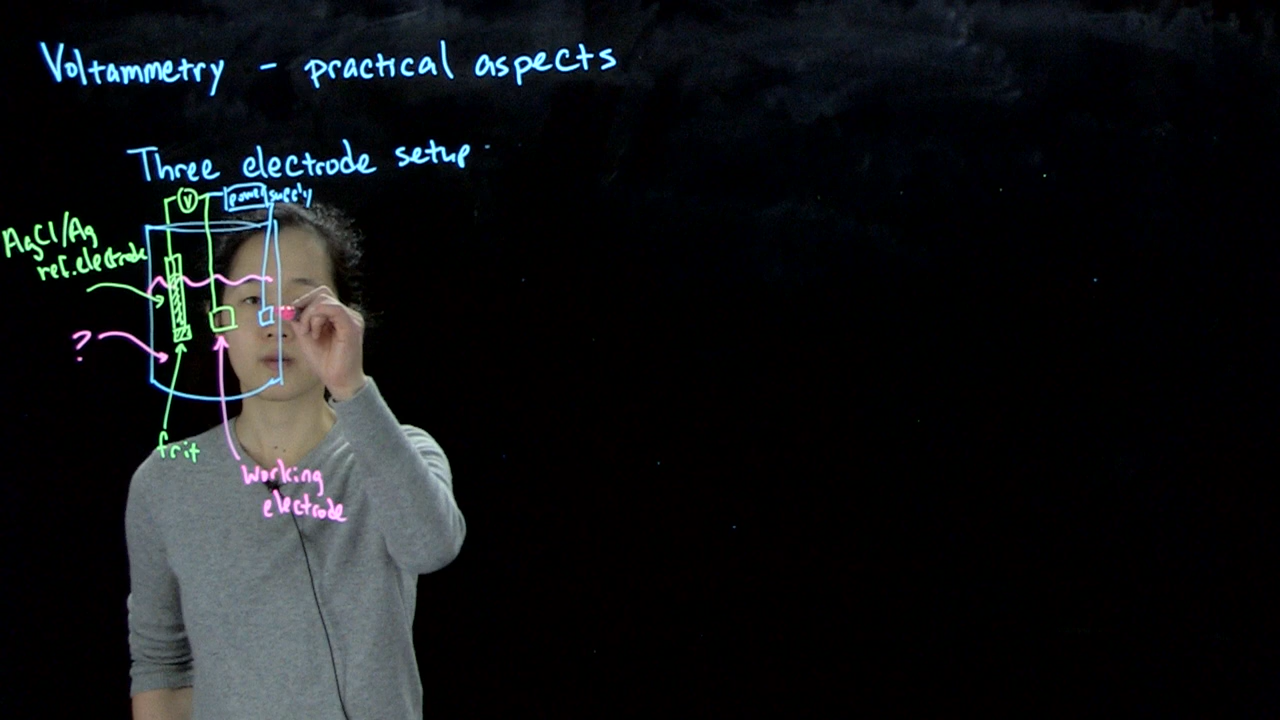 Voltammetry - practical aspects
Three electrode setup
V
power supply
AgCl/Ag
ref. electrode
?
frit
working
electrode